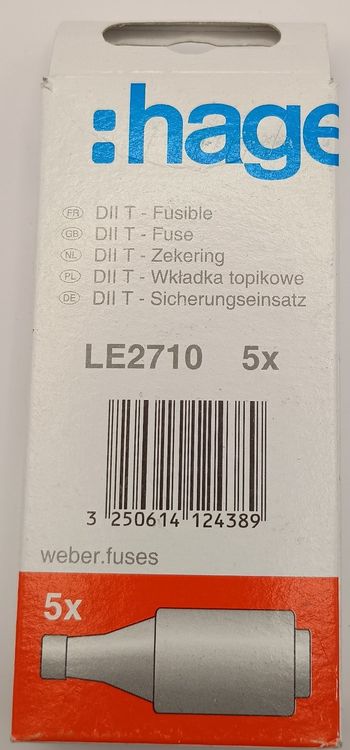 :hage
FR DII T - Fusible
GB DII T - Fuse
NL DII T - Zekering
PL DII T - Wkładka topikowe
DE DII T - Sicherungseinsatz
LE2710 5x
3 250614 124389
weber.fuses
5x